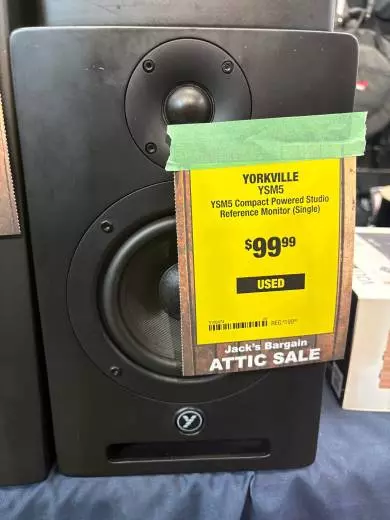 YORKVILLE
YSM5
YSM5 Compact Powered Studio
Reference Monitor (Single)
$99.99
USED
Jack's Bargain
ATTIC SALE